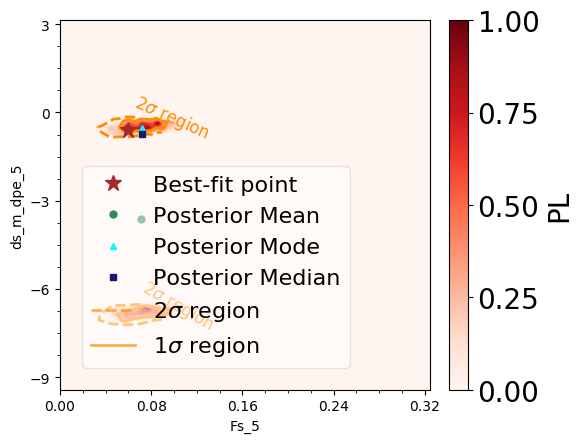 3
0
−3
−6
−9
ds_m_dpe_5
0.00
0.08
0.16
0.24
0.32
Fs_5
2σ region
Best-fit point
Posterior Mean
Posterior Mode
Posterior Median
2σ region
1σ region
2σ region
1.00
0.75
0.50
0.25
0.00
PL